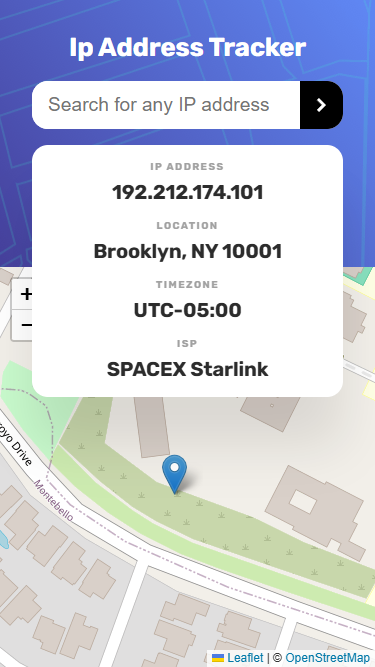 Ip Address Tracker
Search for any IP address
IP ADDRESS
192.212.174.101
LOCATION
Brooklyn, NY 10001
TIMEZONE
UTC-05:00
ISP
SPACEX Starlink
+
−
royo Drive
Montebello
Leaflet | © OpenStreetMap